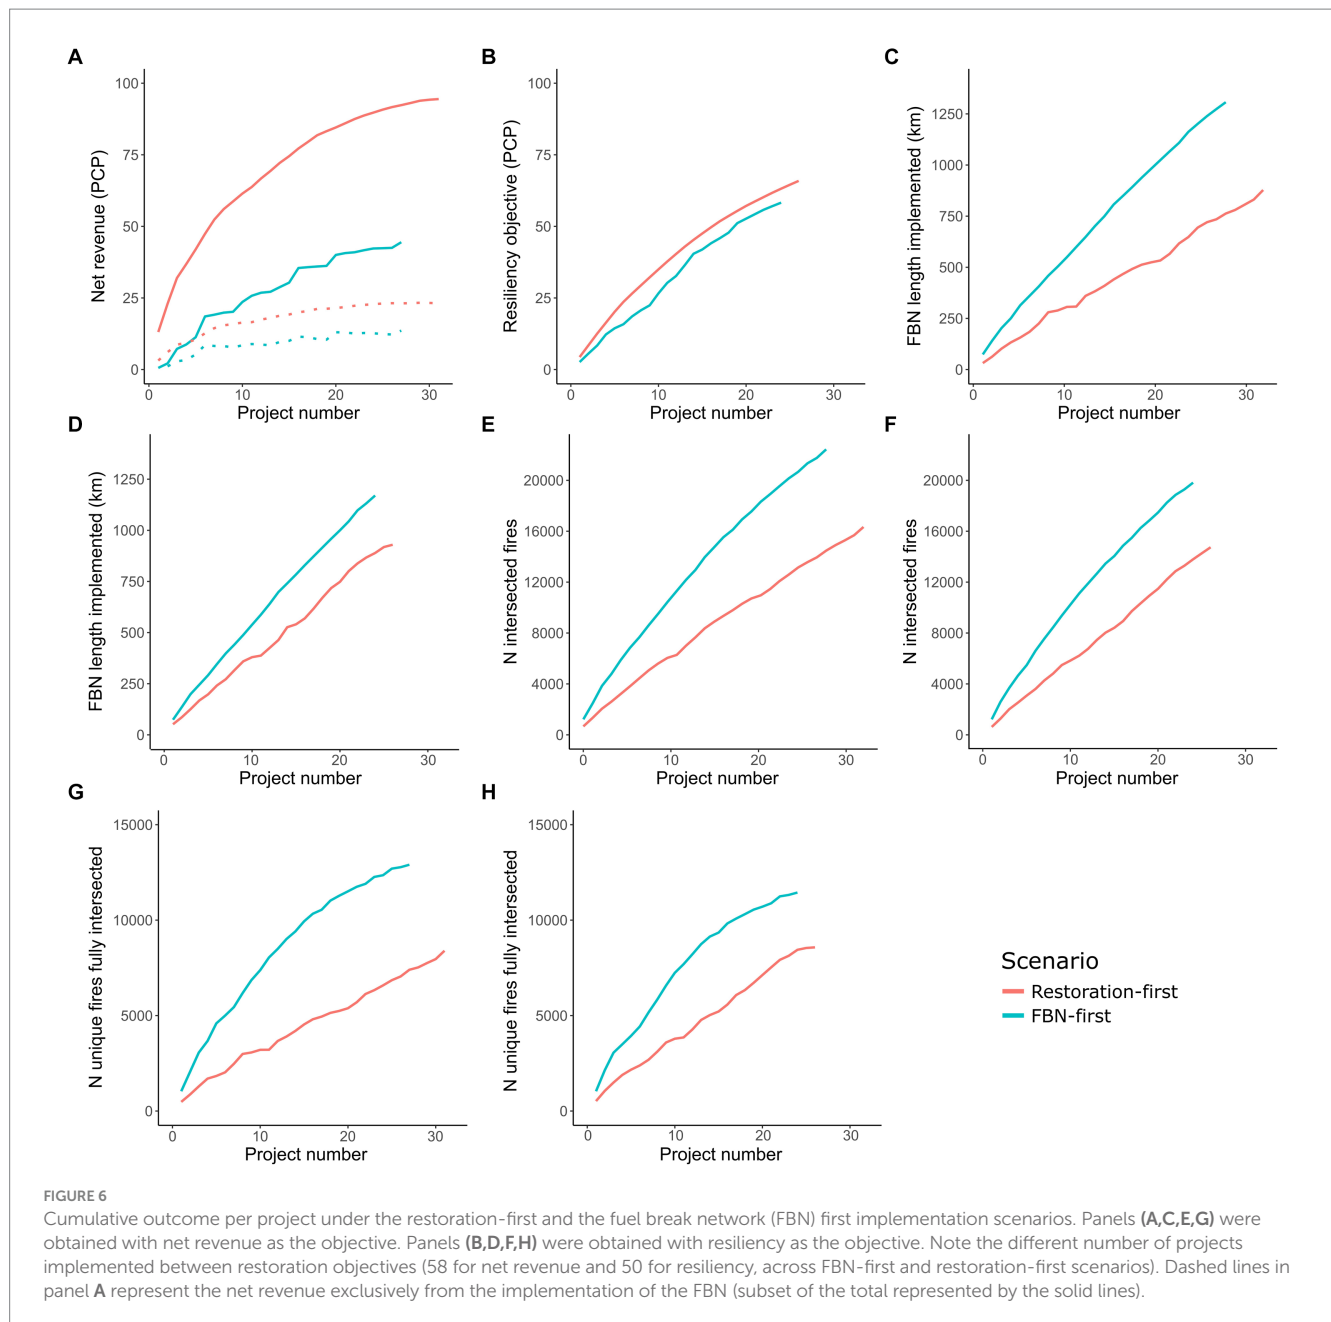 A
Net revenue (PCP)
100
75
50
25
0
0 10 20 30
Project number
B
Resiliency objective (PCP)
100
75
50
25
0
0 10 20 30
Project number
C
FBN length implemented (km)
1250
1000
750
500
250
0
0 10 20 30
Project number
D
FBN length implemented (km)
1250
1000
750
500
250
0
0 10 20 30
Project number
E
N intersected fires
20000
16000
12000
8000
4000
0
0 10 20 30
Project number
F
N intersected fires
20000
16000
12000
8000
4000
0
0 10 20 30
Project number
G
N unique fires fully intersected
15000
10000
5000
0
0 10 20 30
Project number
H
N unique fires fully intersected
15000
10000
5000
0
0 10 20 30
Project number
Scenario
Restoration-first
FBN-first
FIGURE 6
Cumulative outcome per project under the restoration-first and the fuel break network (FBN) first implementation scenarios. Panels (A,C,E,G) were
obtained with net revenue as the objective. Panels (B,D,F,H) were obtained with resiliency as the objective. Note the different number of projects
implemented between restoration objectives (58 for net revenue and 50 for resiliency, across FBN-first and restoration-first scenarios). Dashed lines in
panel A represent the net revenue exclusively from the implementation of the FBN (subset of the total represented by the solid lines).